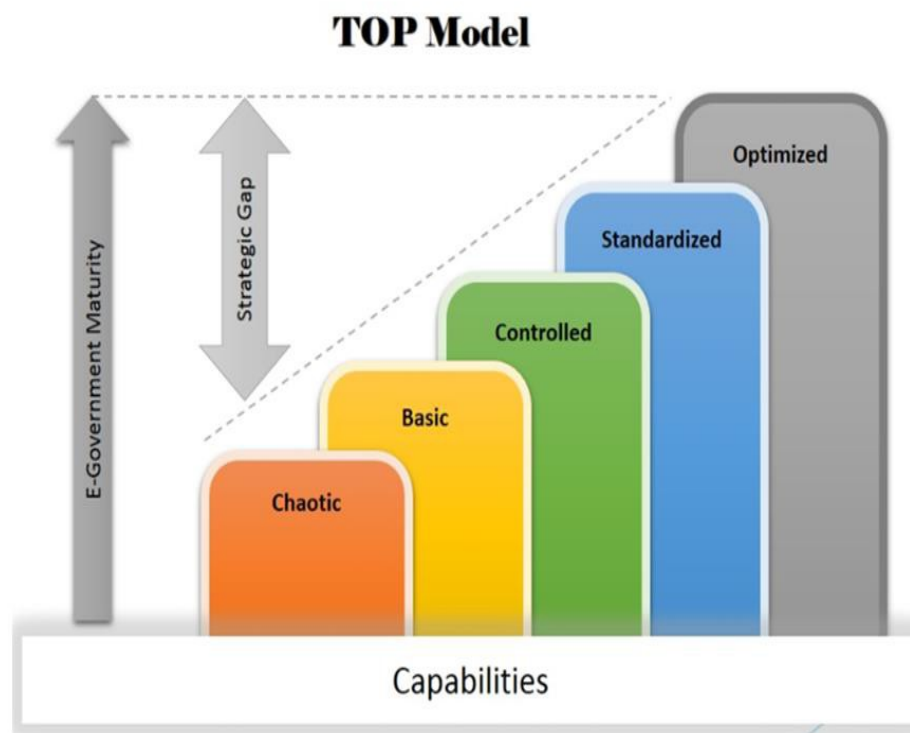 TOP Model
Optimized
Standardized
Controlled
Basic
Chaotic
Strategic Gap
E-Government Maturity
Capabilities